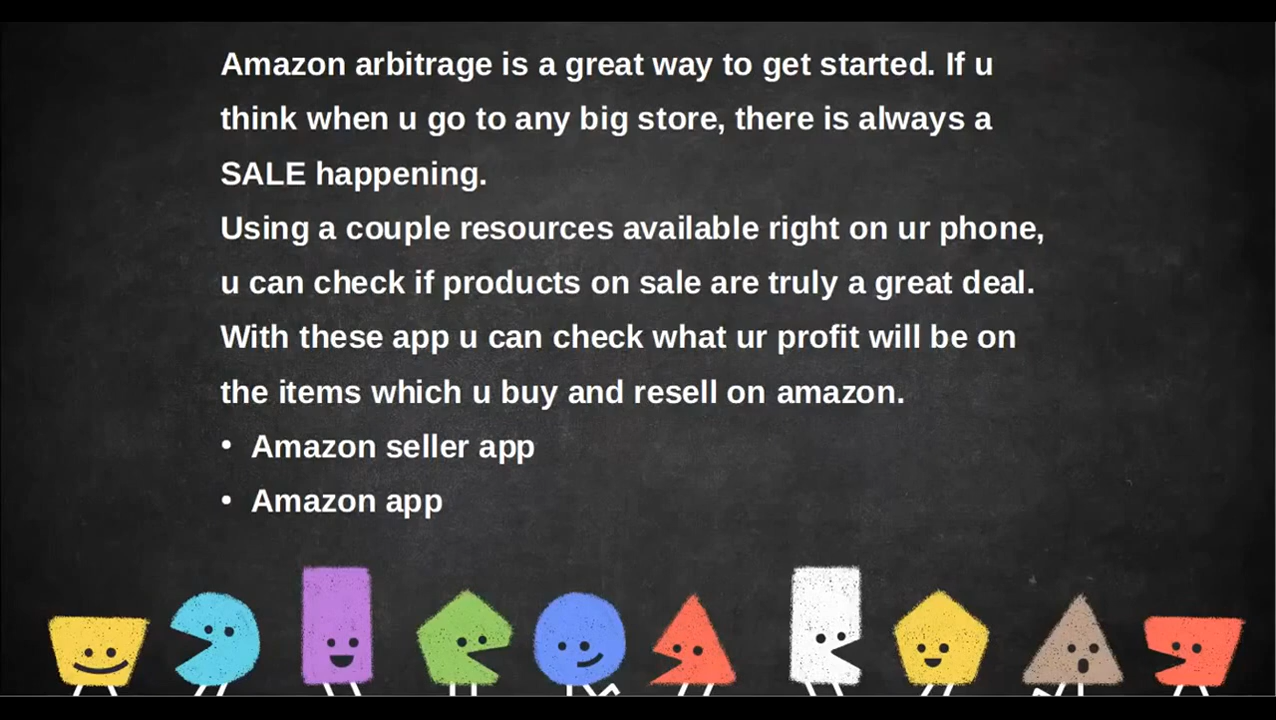 Amazon arbitrage is a great way to get started. If u
think when u go to any big store, there is always a
SALE happening.
Using a couple resources available right on ur phone,
u can check if products on sale are truly a great deal.
With these app u can check what ur profit will be on
the items which u buy and resell on amazon.
• Amazon seller app
• Amazon app